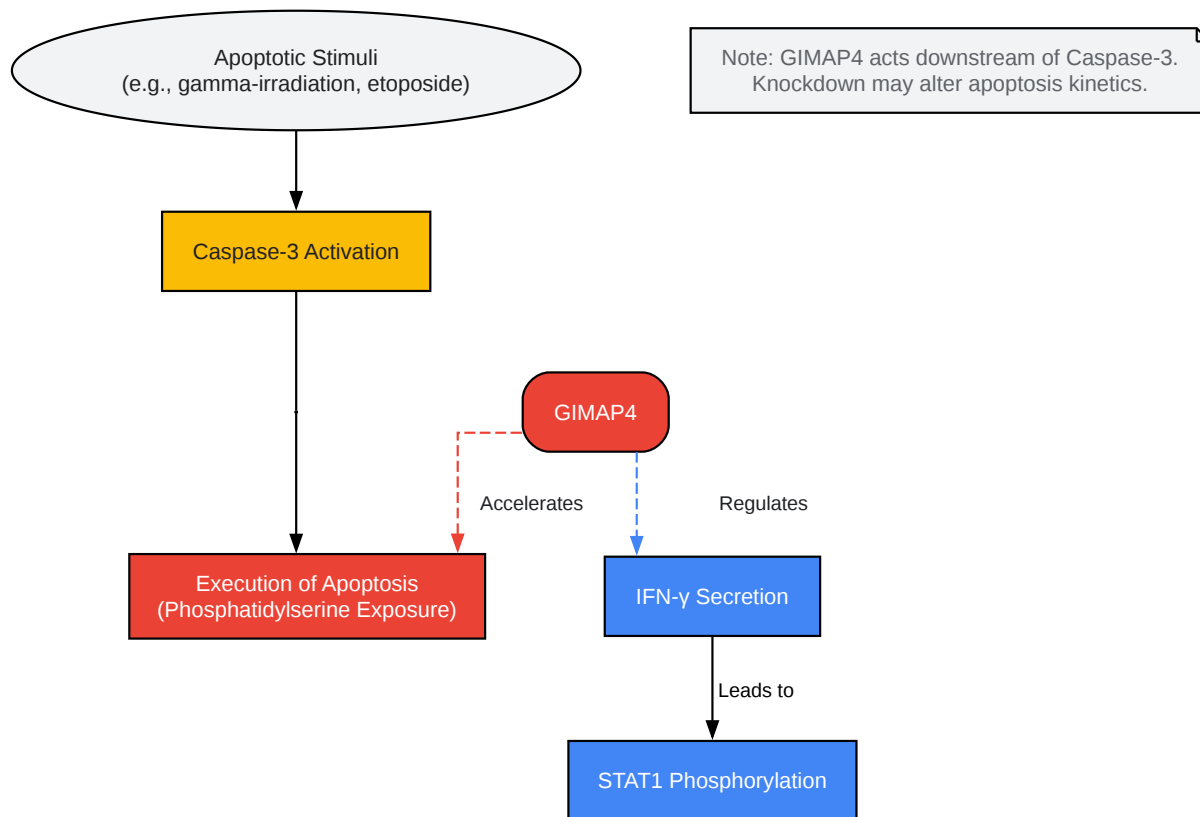 Apoptotic Stimuli
(e.g., gamma-irradiation, etoposide)
Note: GIMAP4 acts downstream of Caspase-3.
Knockdown may alter apoptosis kinetics.
Caspase-3 Activation
GIMAP4
Accelerates
Regulates
Execution of Apoptosis
(Phosphatidylserine Exposure)
IFN-γ Secretion
Leads to
STAT1 Phosphorylation